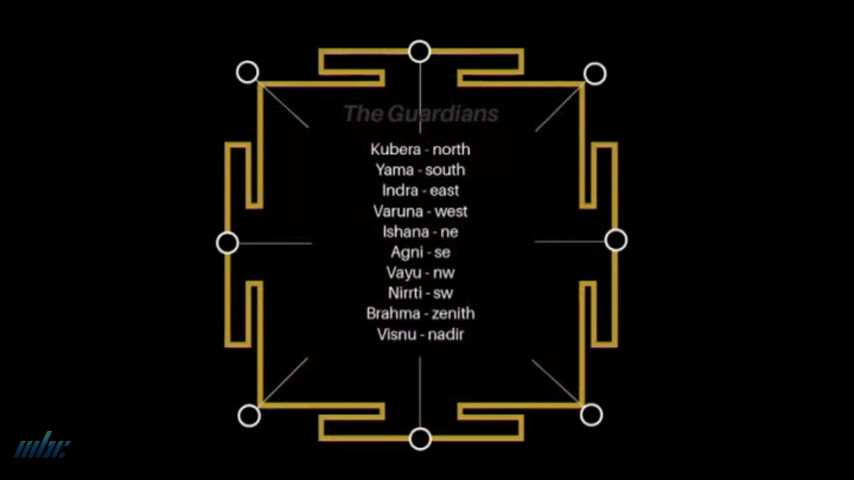 The Guardians
Kubera - north
Yama - south
Indra - east
Varuna - west
Ishana - ne
Agni - se
Vayu - nw
Nirrti - sw
Brahma - zenith
Visnu - nadir
mbc